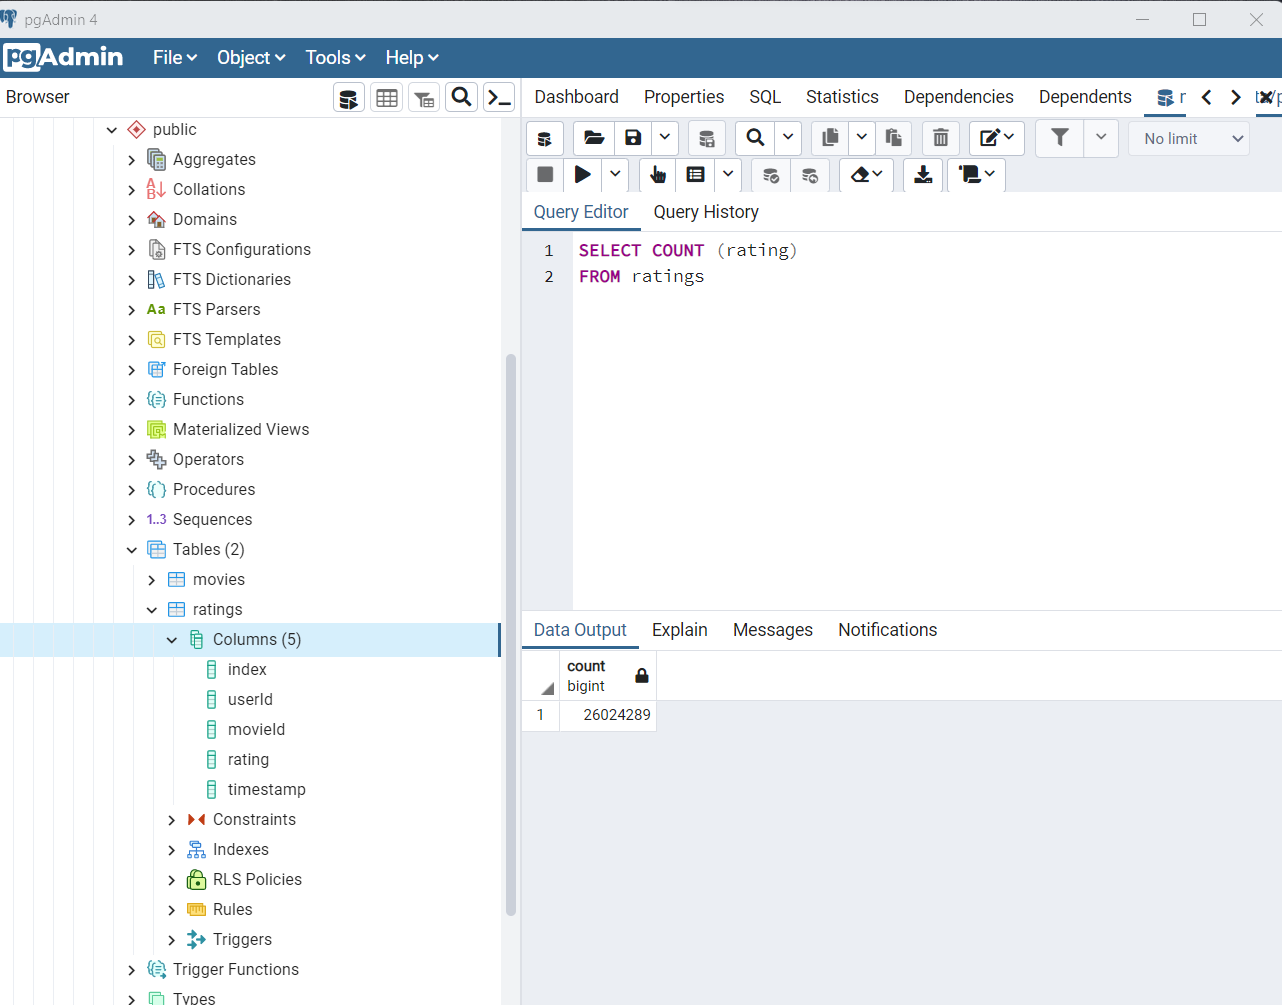 pgAdmin 4
pgAdmin File Object Tools Help
Browser
Dashboard Properties SQL Statistics Dependencies Dependents
No limit
public
Aggregates
Collations
Domains
FTS Configurations
FTS Dictionaries
Aa FTS Parsers
FTS Templates
Foreign Tables
Functions
Materialized Views
Operators
Procedures
1..3 Sequences
Tables (2)
movies
ratings
Columns (5)
index
userId
movieId
rating
timestamp
Constraints
Indexes
RLS Policies
Rules
Triggers
Trigger Functions
Types
Query Editor Query History
1 SELECT COUNT (rating)
2 FROM ratings
Data Output Explain Messages Notifications
count
bigint
1 26024289